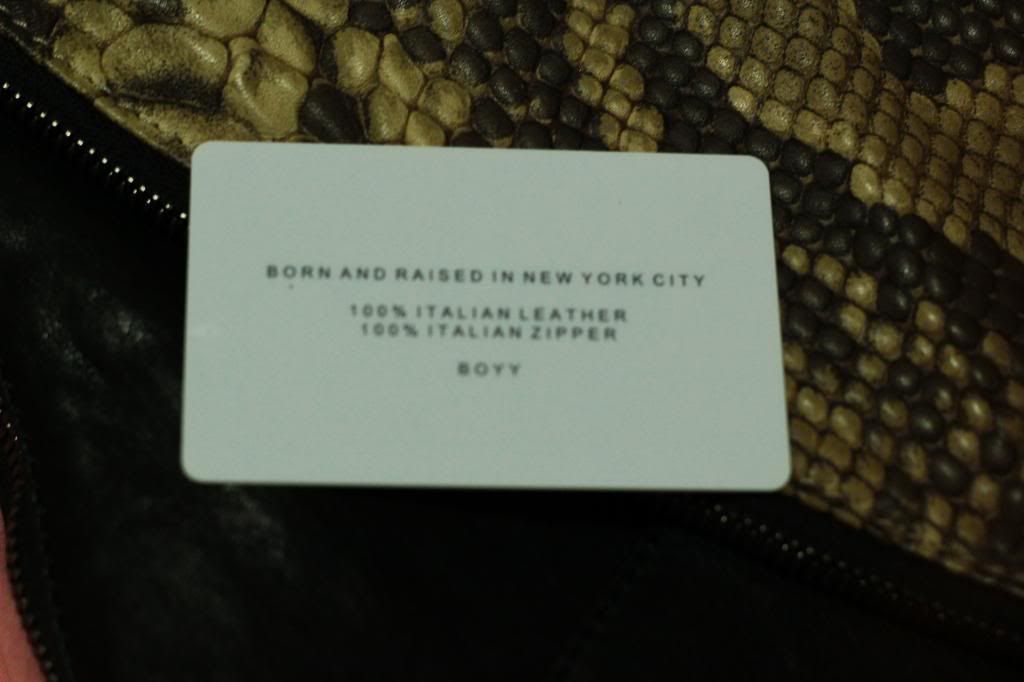 BORN AND RAISED IN NEW YORK CITY
100% ITALIAN LEATHER
100% ITALIAN ZIPPER
BOYY